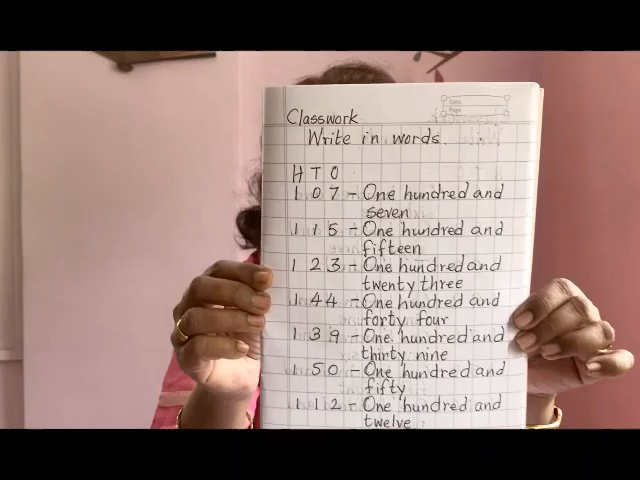 Date
Page
Classwork
Write in words.
H T O
1 0 7 - One hundred and
seven
1 1 5 - One hundred and
fifteen
1 2 3 - One hundred and
twenty three
1 4 4 - One hundred and
forty four
1 3 9 - One hundred and
thirty nine
1 5 0 - One hundred and
fifty
1 1 2 - One hundred and
twelve